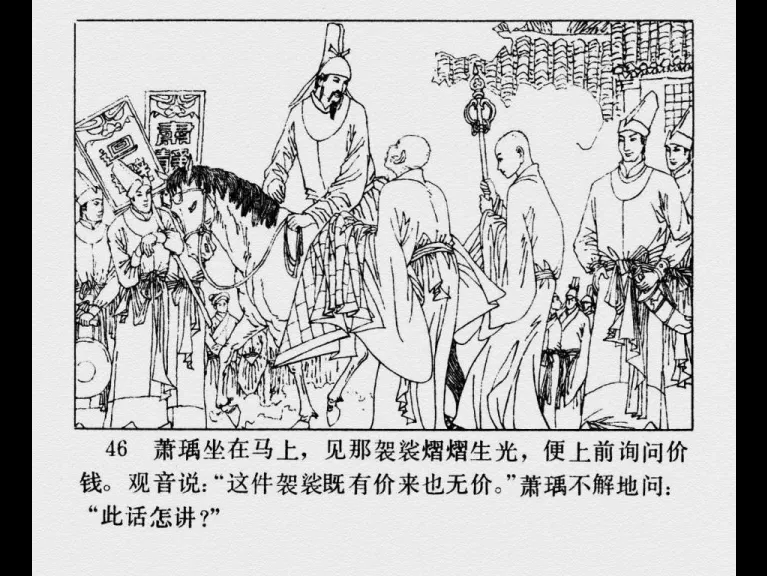 46 萧瑀坐在马上，见那袈裟熠熠生光，便上前询问价
钱。观音说：“这件袈裟既有价来也无价。”萧瑀不解地问：
“此话怎讲？”